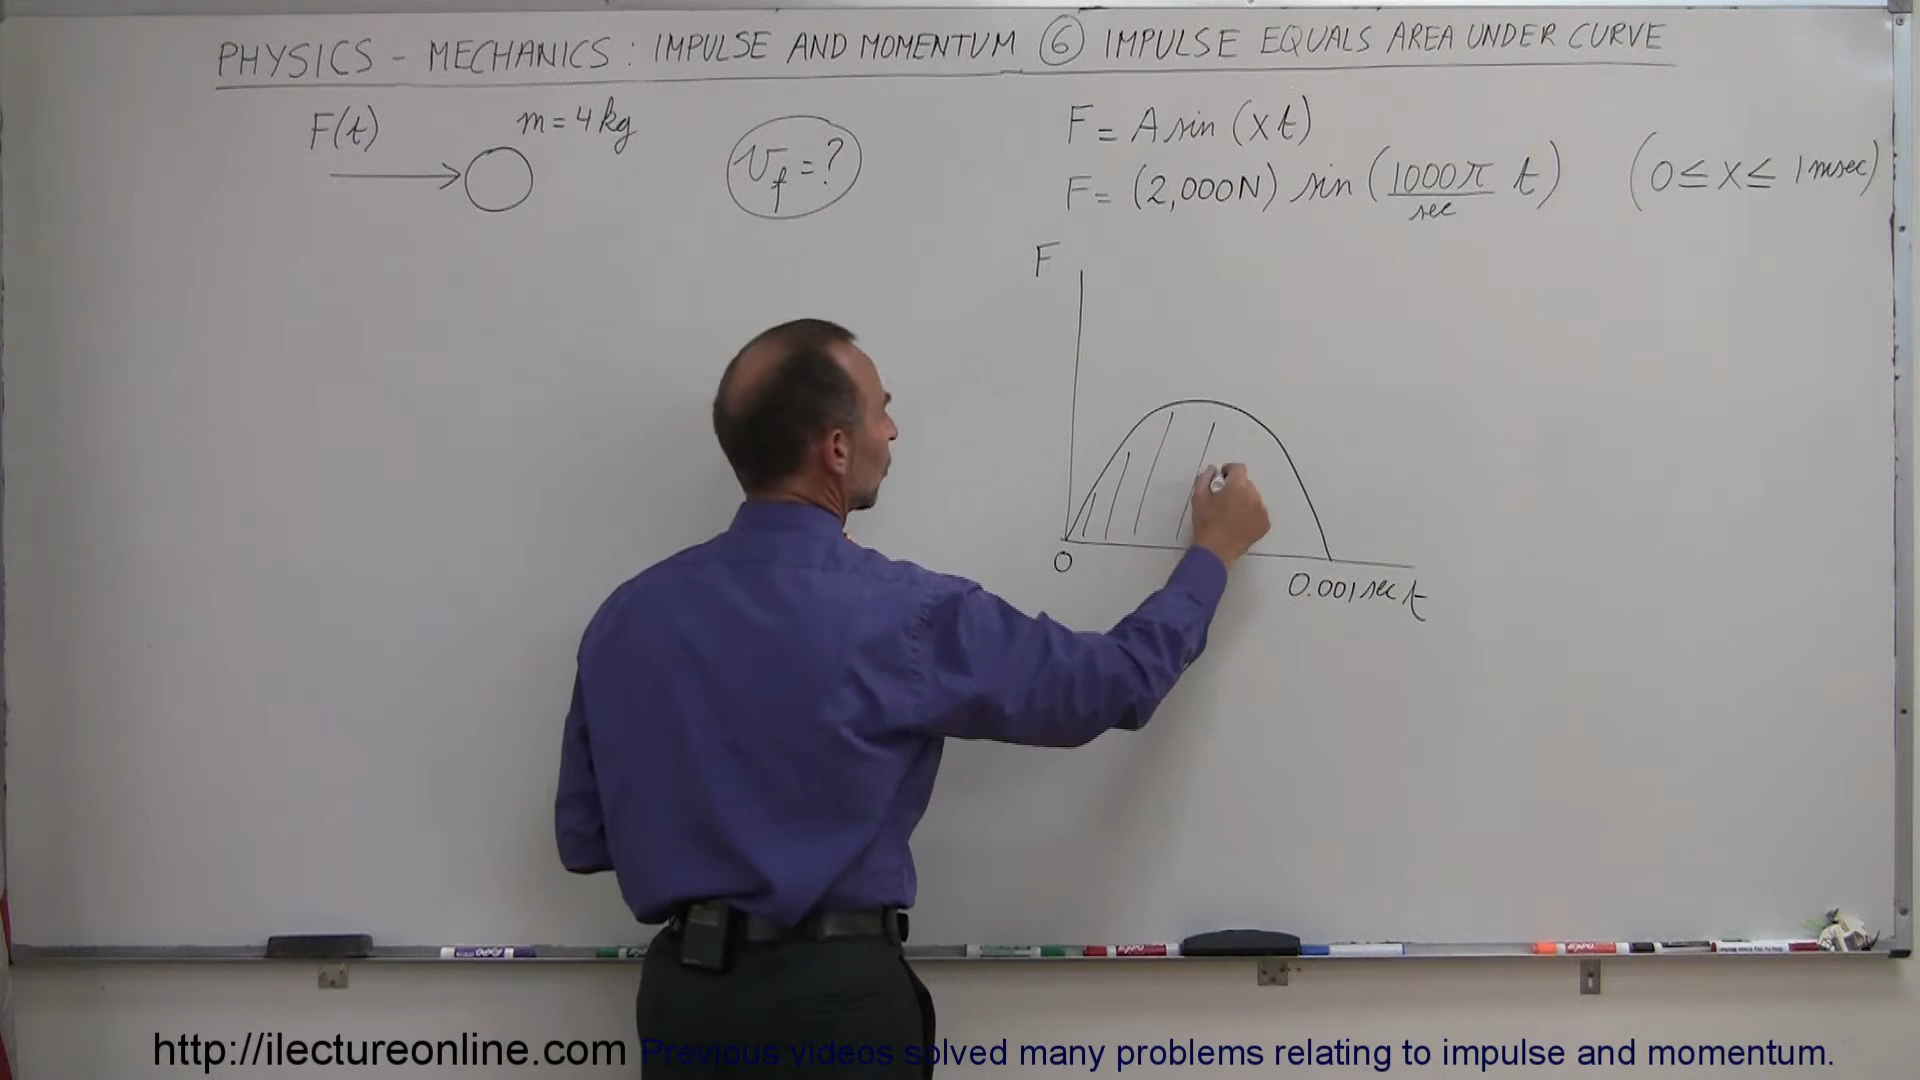 PHYSICS - MECHANICS: IMPULSE AND MOMENTUM ⑥ IMPULSE EQUALS AREA UNDER CURVE
F(t) m = 4 kg
v_f = ?
F = A sin (x t)
F = (2,000N) sin (1000π/sec t) (0 ≤ x ≤ 1 msec)
F
0
0.001 sec t
http://ilectureonline.com Previous videos solved many problems relating to impulse and momentum.